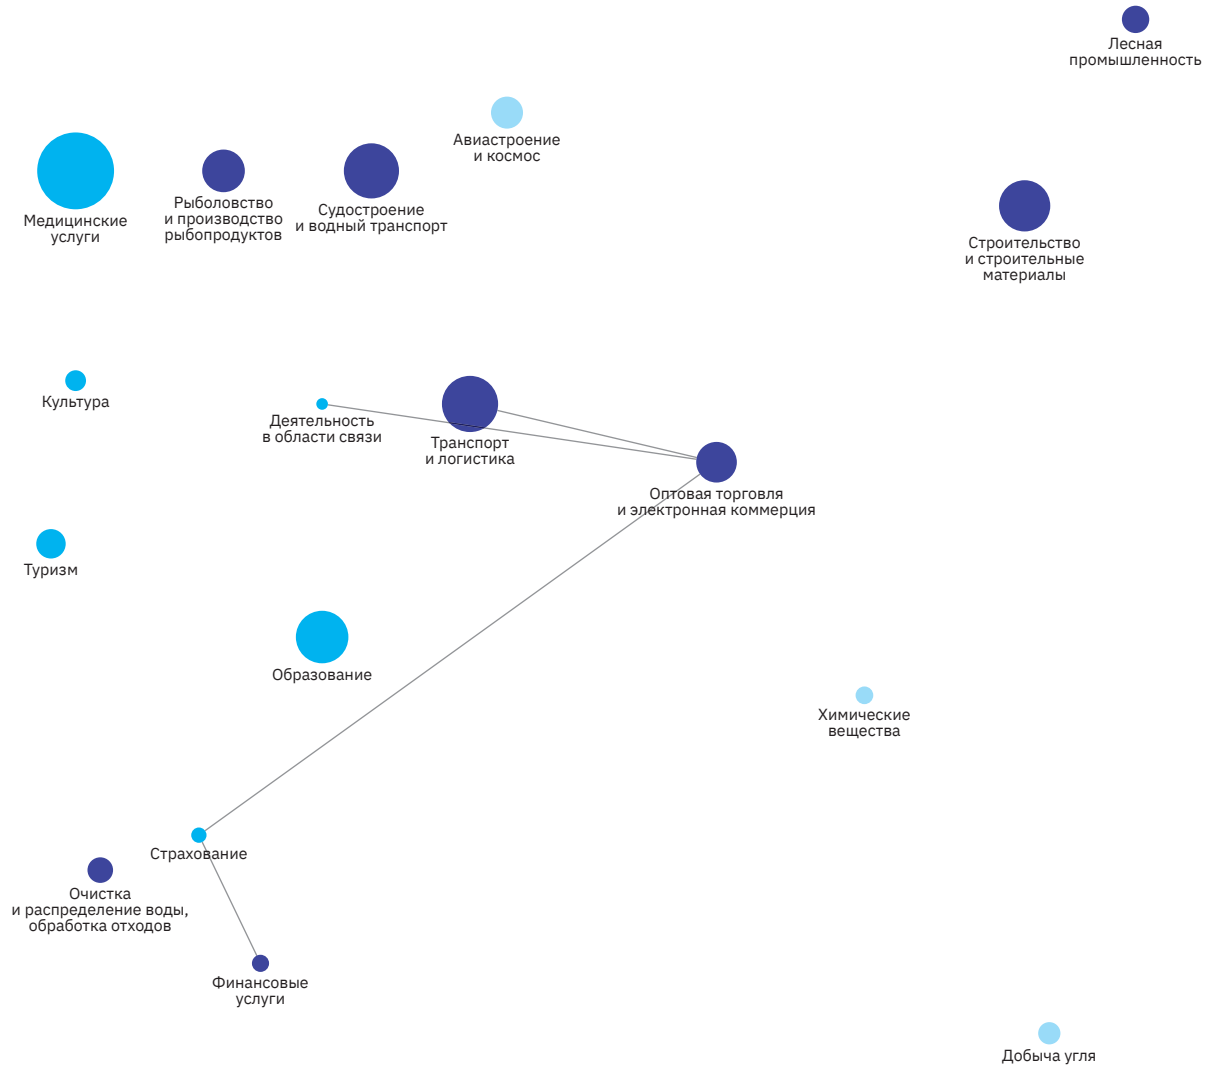 Лесная
промышленность
Авиастроение
и космос
Медицинские
услуги
Рыболовство
и производство
рыбопродуктов
Судостроение
и водный транспорт
Строительство
и строительные
материалы
Культура
Деятельность
в области связи
Транспорт
и логистика
Оптовая торговля
и электронная коммерция
Туризм
Образование
Химические
вещества
Страхование
Очистка
и распределение воды,
обработка отходов
Финансовые
услуги
Добыча угля